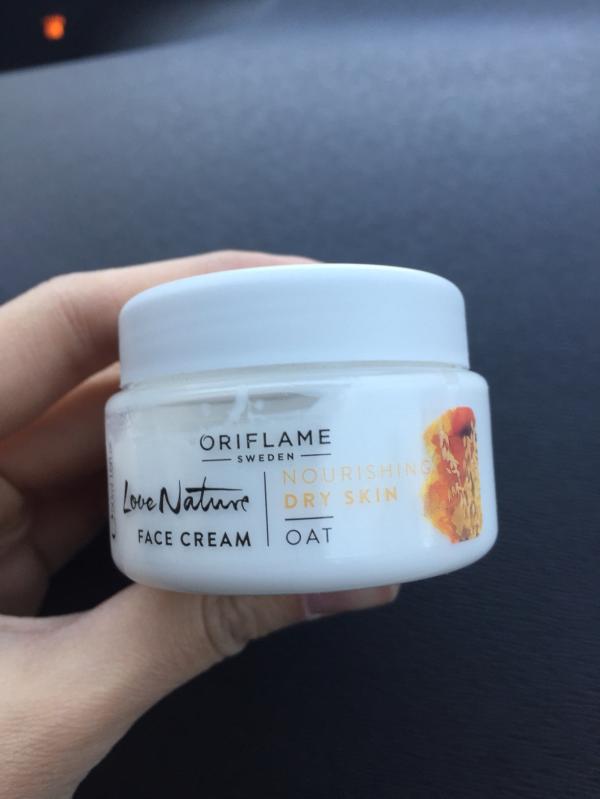 ORIFLAME
SWEDEN
Love Nature
FACE CREAM
NOURISHING
DRY SKIN
OAT